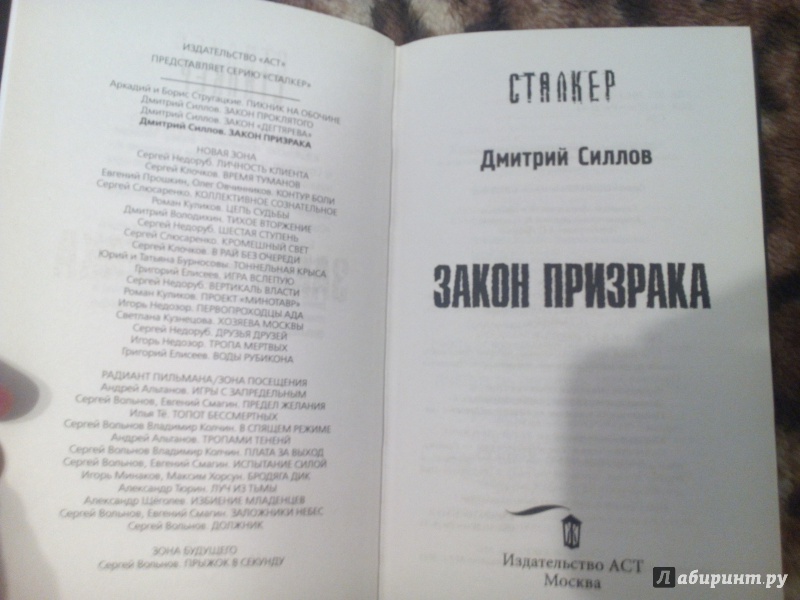 ИЗДАТЕЛЬСТВО «АСТ»
ПРЕДСТАВЛЯЕТ СЕРИЮ «СТАЛКЕР»
Аркадий и Борис Стругацкие. ПИКНИК НА ОБОЧИНЕ
Дмитрий Силлов. ЗАКОН ПРОКЛЯТОГО
Дмитрий Силлов. ЗАКОН «ДЕГТЯРЕВА»
Дмитрий Силлов. ЗАКОН ПРИЗРАКА
НОВАЯ ЗОНА
Сергей Недоруб. ЛИЧНОСТЬ КЛИЕНТА
Сергей Клочков. ВРЕМЯ ТУМАНОВ
Евгений Прошкин, Олег Овчинников. КОНТУР БОЛИ
Сергей Слюсаренко. КОЛЛЕКТИВНОЕ СОЗНАТЕЛЬНОЕ
Роман Куликов. ЦЕПЬ СУДЬБЫ
Дмитрий Володихин. ТИХОЕ ВТОРЖЕНИЕ
Сергей Недоруб. ШЕСТАЯ СТУПЕНЬ
Сергей Слюсаренко. КРОМЕШНЫЙ СВЕТ
Сергей Клочков. В РАЙ БЕЗ ОЧЕРЕДИ
Юрий и Татьяна Бурносовы. ТОННЕЛЬНАЯ КРЫСА
Григорий Елисеев. ИГРА ВСЛЕПУЮ
Сергей Недоруб. ВЕРТИКАЛЬ ВЛАСТИ
Роман Куликов. ПРОЕКТ «МИНОТАВР»
Игорь Недозор. ПЕРВОПРОХОДЦЫ АДА
Светлана Кузнецова. ХОЗЯЕВА МОСКВЫ
Сергей Недоруб. ДРУЗЬЯ ДРУЗЕЙ
Игорь Недозор. ТРОПА МЕРТВЫХ
Григорий Елисеев. ВОДЫ РУБИКОНА
РАДИАНТ ПИЛЬМАНА/ЗОНА ПОСЕЩЕНИЯ
Андрей Альтанов. ИГРЫ С ЗАПРЕДЕЛЬНЫМ
Сергей Вольнов, Евгений Смагин. ПРЕДЕЛ ЖЕЛАНИЯ
Илья Тё. ТОПОТ БЕССМЕРТНЫХ
Сергей Вольнов Владимир Колчин. В СПЯЩЕМ РЕЖИМЕ
Андрей Альтанов. ТРОПАМИ ТЕНЕЙ
Сергей Вольнов Владимир Колчин. ПЛАТА ЗА ВЫХОД
Сергей Вольнов, Евгений Смагин. ИСПЫТАНИЕ СИЛОЙ
Игорь Минаков, Максим Хорсун. БРОДЯГА ДИК
Александр Тюрин. ЛУЧ ИЗ ТЬМЫ
Александр Щёголев. ИЗБИЕНИЕ МЛАДЕНЦЕВ
Сергей Вольнов, Евгений Смагин. ЗАЛОЖНИКИ НЕБЕС
Сергей Вольнов. ДОЛЖНИК
ЗОНА БУДУЩЕГО
Сергей Вольнов. ПРЫЖОК В СЕКУНДУ
СТАЛКЕР
Дмитрий Силлов
ЗАКОН ПРИЗРАКА
Издательство АСТ
Москва
Лабиринт.ру